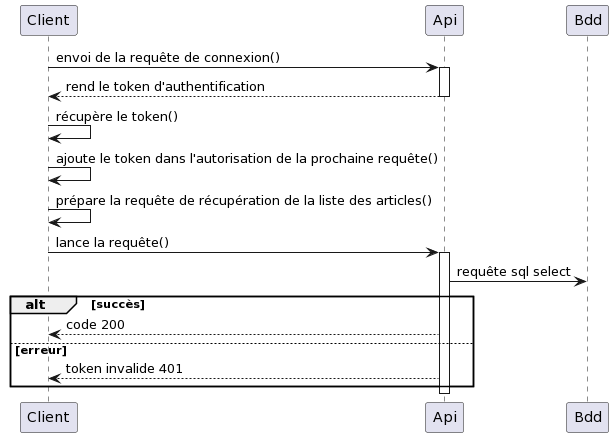 Client Api Bdd
envoi de la requête de connexion()
rend le token d'authentification
récupère le token()
ajoute le token dans l'autorisation de la prochaine requête()
prépare la requête de récupération de la liste des articles()
lance la requête()
requête sql select
alt [succès]
code 200
[erreur]
token invalide 401
Client Api Bdd